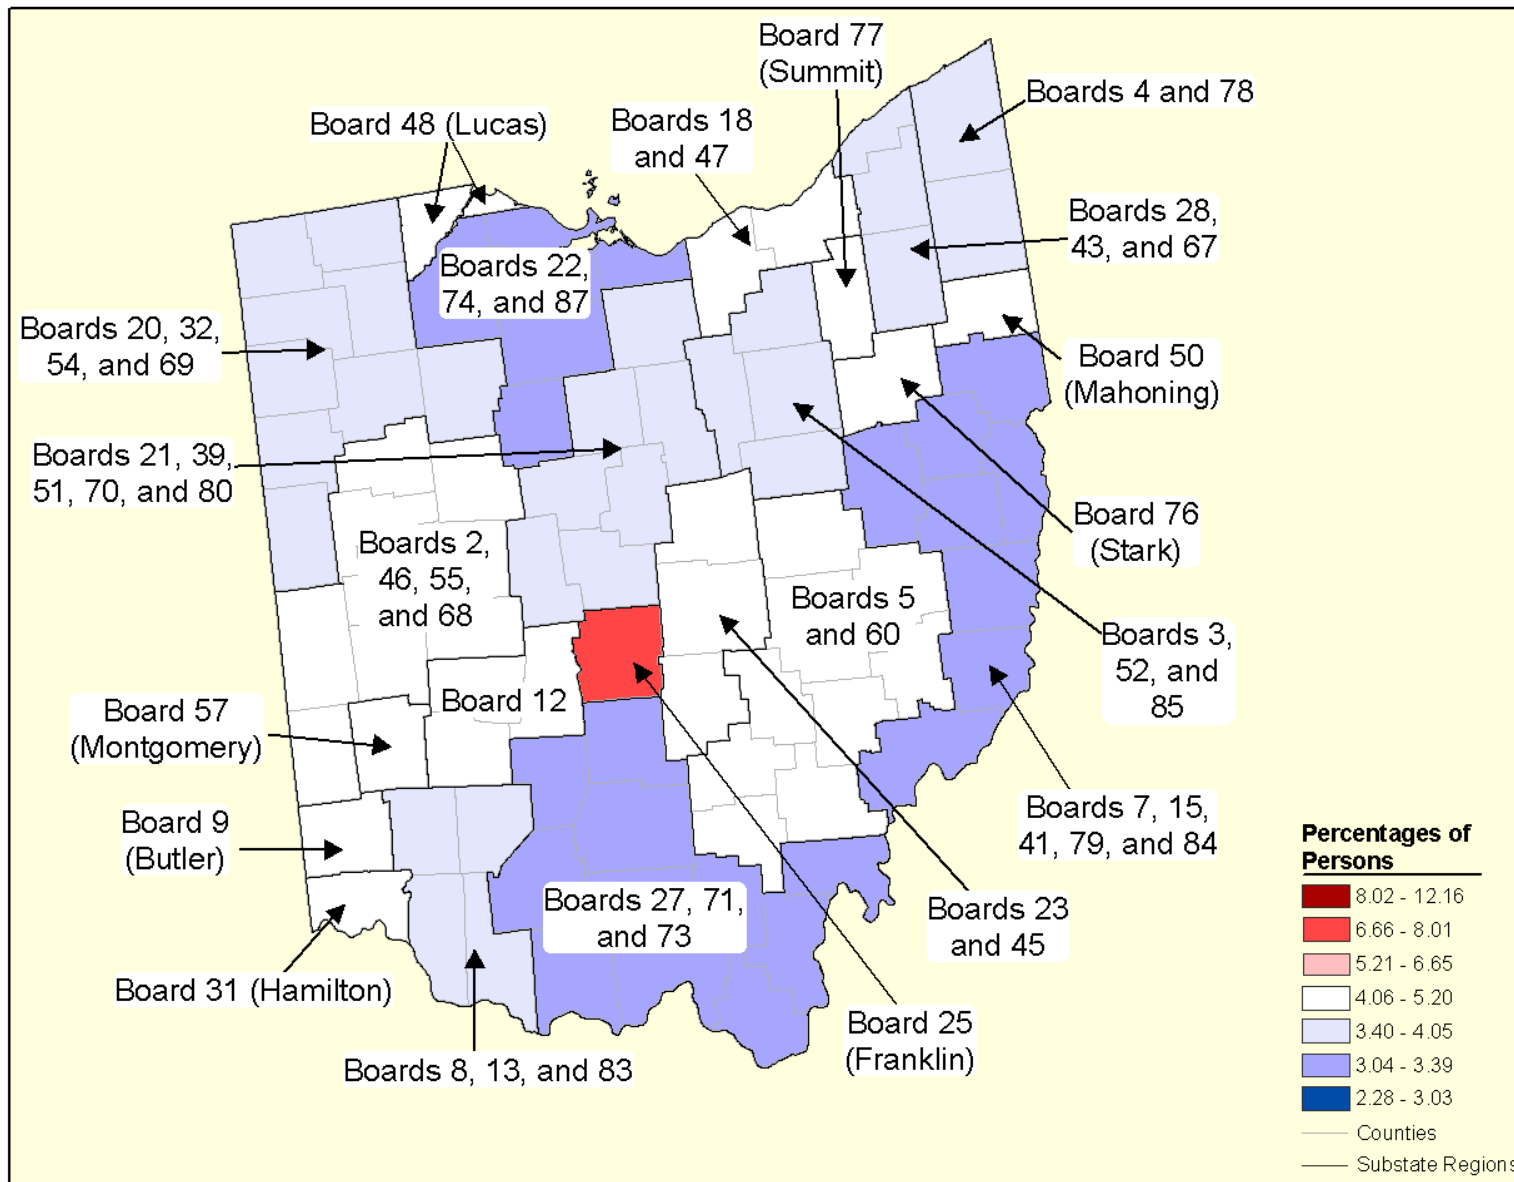 Board 77
(Summit)
Boards 4 and 78
Board 48 (Lucas)
Boards 18
and 47
Boards 28,
43, and 67
Boards 22,
74, and 87
Boards 20, 32,
54, and 69
Board 50
(Mahoning)
Boards 21, 39,
51, 70, and 80
Board 76
(Stark)
Boards 2,
46, 55,
and 68
Boards 5
and 60
Boards 3,
52, and
85
Board 12
Board 57
(Montgomery)
Boards 7, 15,
41, 79, and 84
Board 9
(Butler)
Boards 27, 71,
and 73
Boards 23
and 45
Board 31 (Hamilton)
Board 25
(Franklin)
Boards 8, 13, and 83
Percentages of
Persons
8.02 - 12.16
6.66 - 8.01
5.21 - 6.65
4.06 - 5.20
3.40 - 4.05
3.04 - 3.39
2.28 - 3.03
Counties
Substate Regions